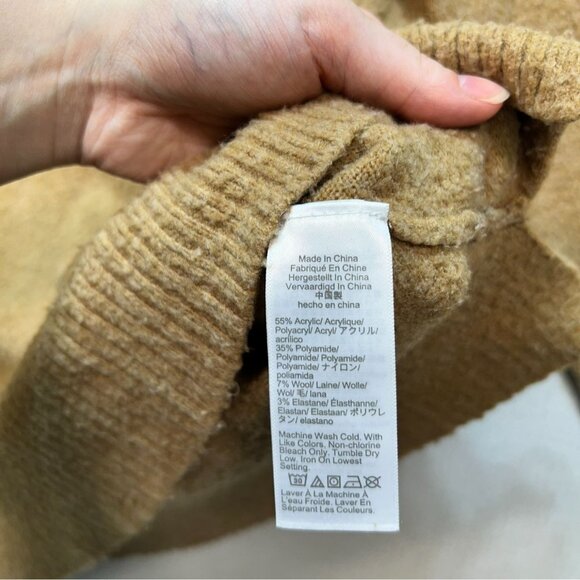 Made In China
Fabriqué En Chine
Hergestellt In China
Vervaardigd In China
中国製
hecho en china
55% Acrylic/ Acrylique/
Polyacryl/ Acryl/ アクリル/
acrílico
35% Polyamide/
Polyamide/ Polyamide/
Polyamide/ ナイロン/
poliamida
7% Wool/ Laine/ Wolle/
Wol/ 毛/ lana
3% Elastane/ Élasthanne/
Elastan/ Elastaan/ ポリウレ
タン/ elastano
Machine Wash Cold. With
Like Colors. Non-chlorine
Bleach Only. Tumble Dry
Low. Iron On Lowest
Setting.
30
Laver À La Machine À
L'eau Froide. Laver En
Séparant Les Couleurs.